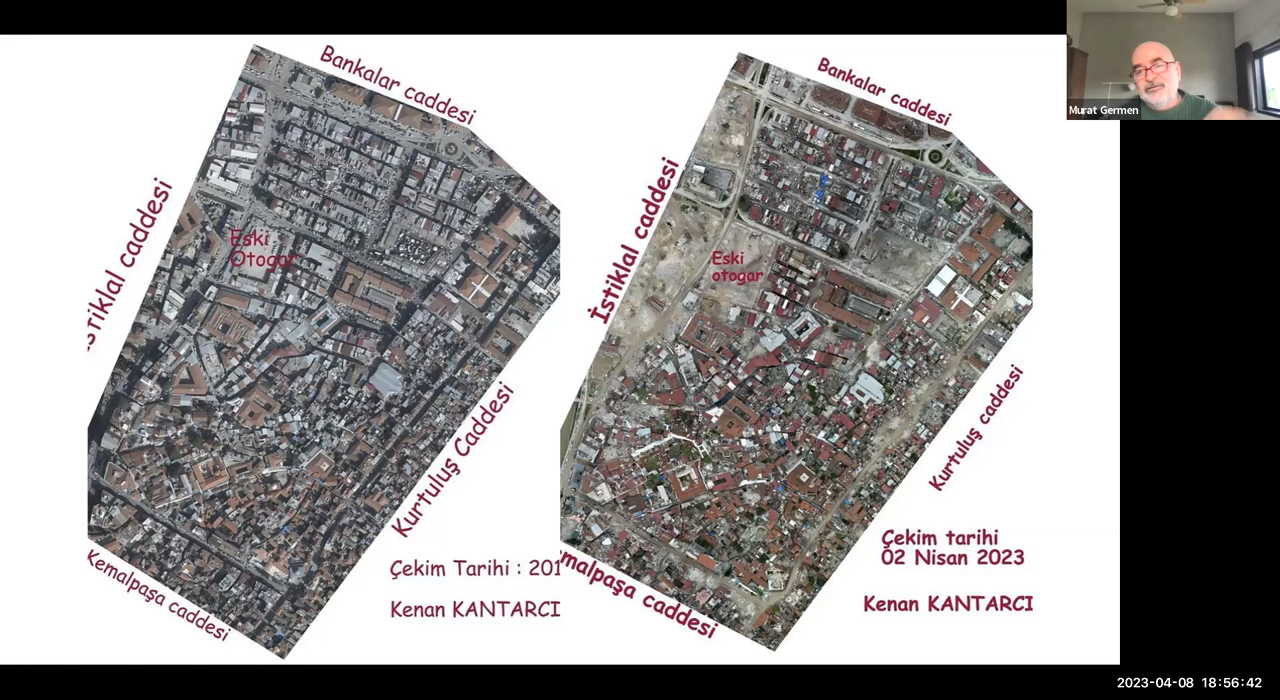 Bankalar caddesi
İstiklal caddesi
Eski
Otogar
Kurtuluş Caddesi
Kemalpaşa caddesi
Çekim Tarihi : 201
Kenan KANTARCI
Bankalar caddesi
İstiklal caddesi
Eski
otogar
Kurtuluş caddesi
malpaşa caddesi
Çekim tarihi
02 Nisan 2023
Kenan KANTARCI
Murat Germen
2023-04-08 18:56:42